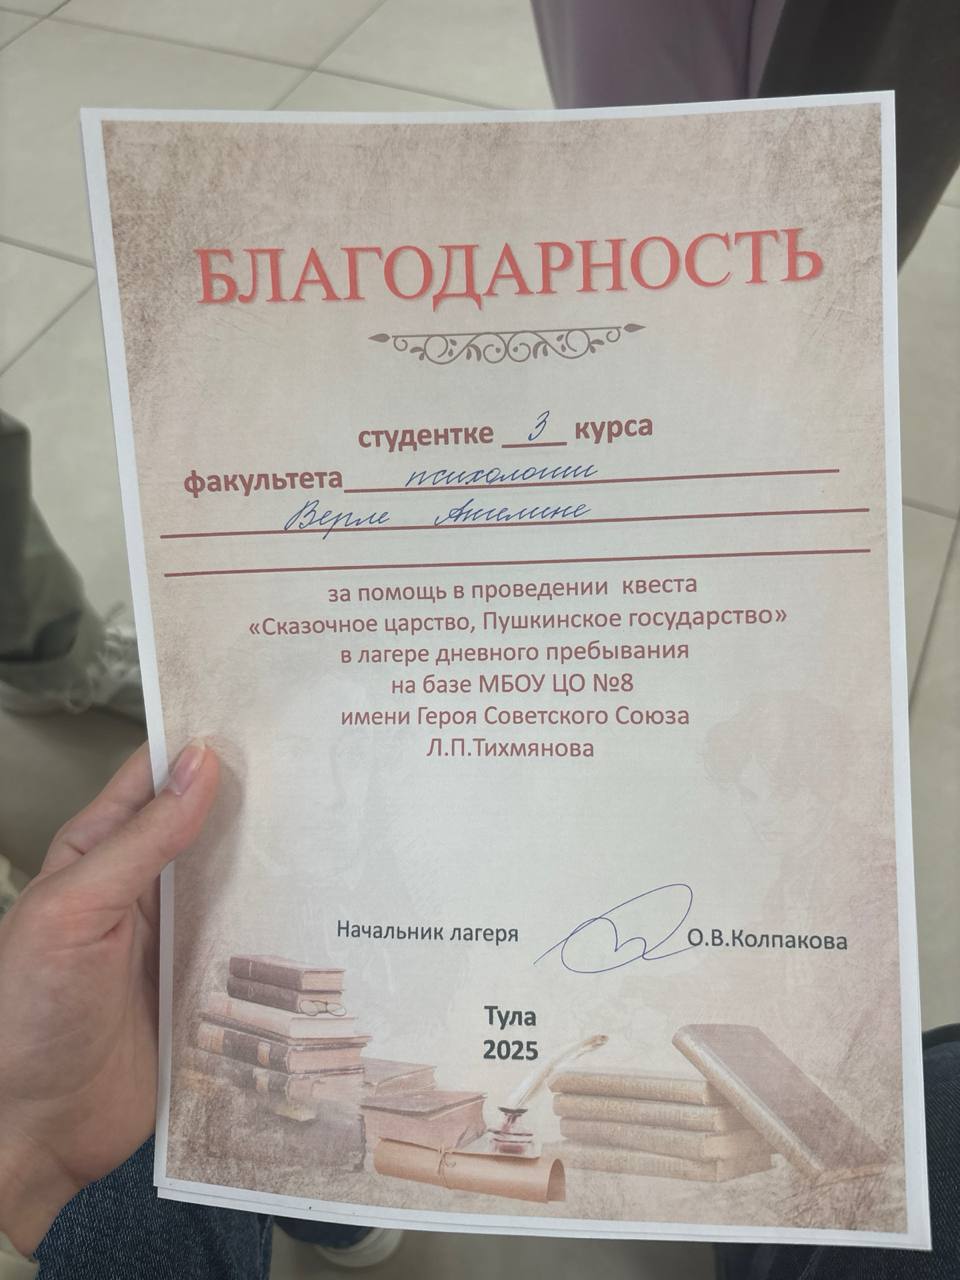 БЛАГОДАРНОСТЬ
студентке 3 курса
факультета психологии
Верле Ангелине
за помощь в проведении квеста
«Сказочное царство, Пушкинское государство»
в лагере дневного пребывания
на базе МБОУ ЦО №8
имени Героя Советского Союза
Л.П.Тихмянова
Начальник лагеря О.В.Колпакова
Тула
2025